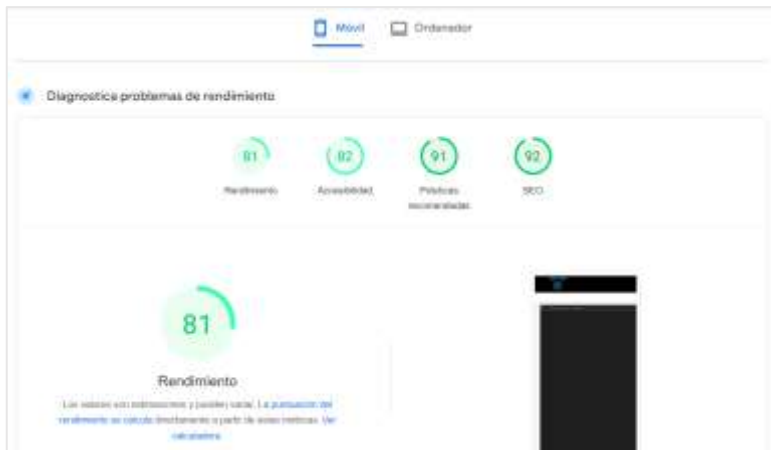 Móvil Ordenador
Diagnostica problemas de rendimiento
81 82 91 92
Rendimiento Accesibilidad Prácticas SEO
recomendadas
81
Rendimiento
Los valores son estimaciones y pueden variar. La puntuación del
rendimiento se calcula directamente a partir de estas métricas. Ver
calculadora.